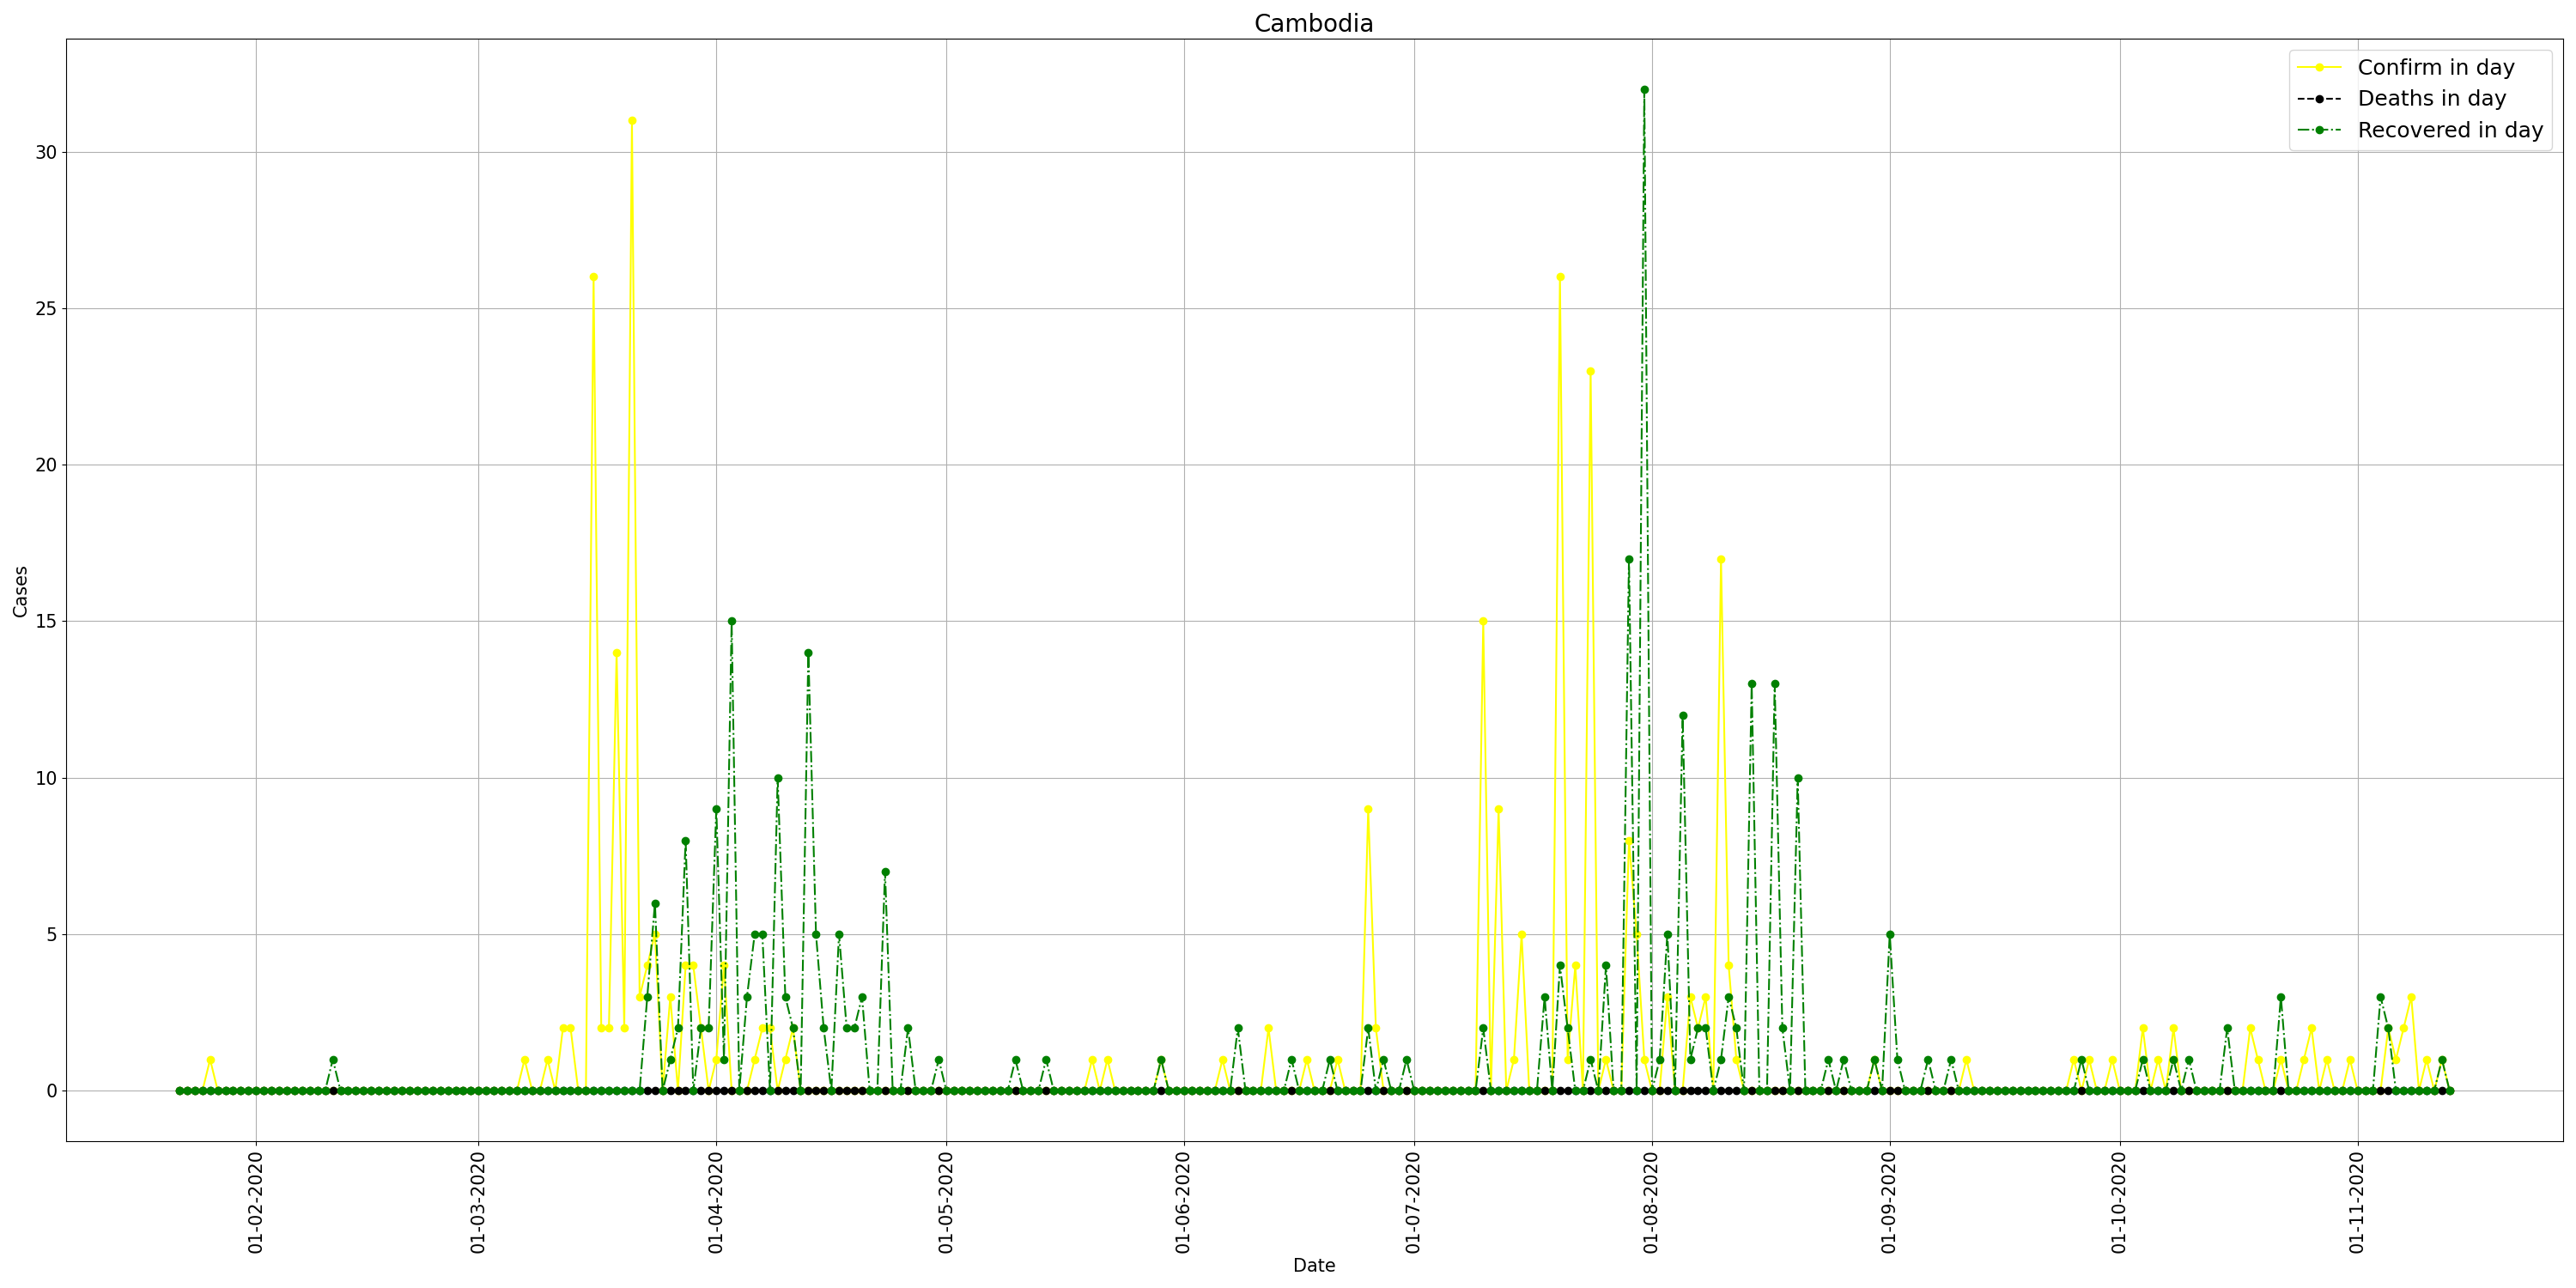 Cambodia
Confirm in day
Deaths in day
Recovered in day
Cases
30
25
20
15
10
5
0
01-02-2020
01-03-2020
01-04-2020
01-05-2020
01-06-2020
01-07-2020
01-08-2020
01-09-2020
01-10-2020
01-11-2020
Date